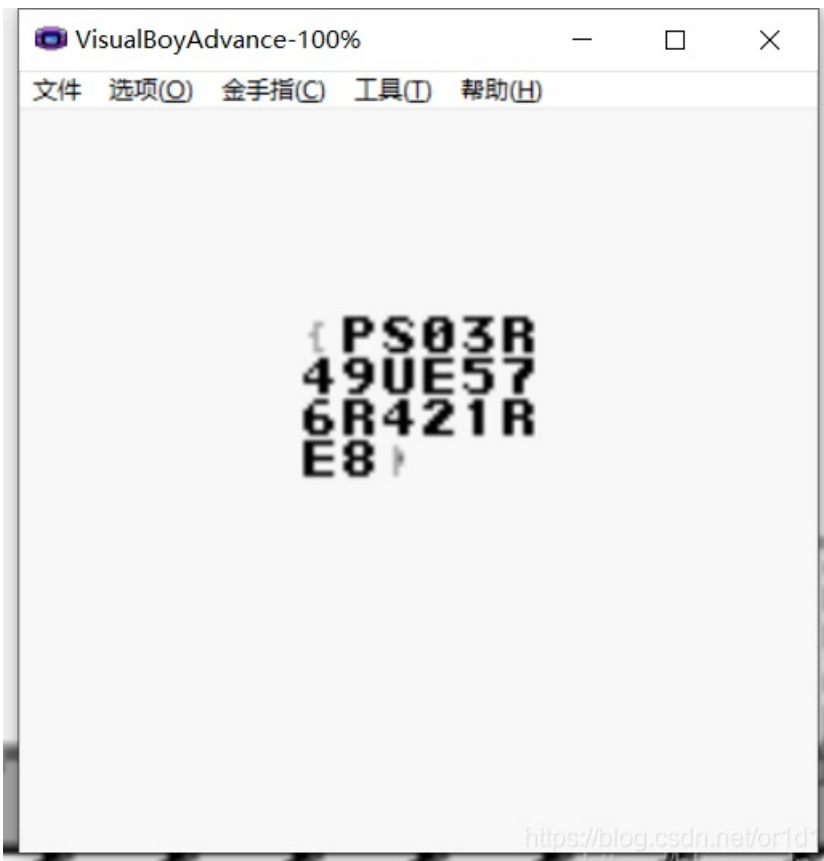 VisualBoyAdvance-100%
文件 选项(O) 金手指(C) 工具(T) 帮助(H)
{PS03R
49UE57
6R421R
E8}
https://blog.csdn.net/or1d1